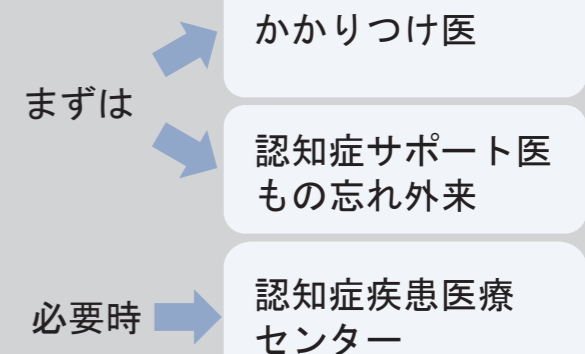 まずは
かかりつけ医
認知症サポート医
もの忘れ外来
必要時
認知症疾患医療
センター